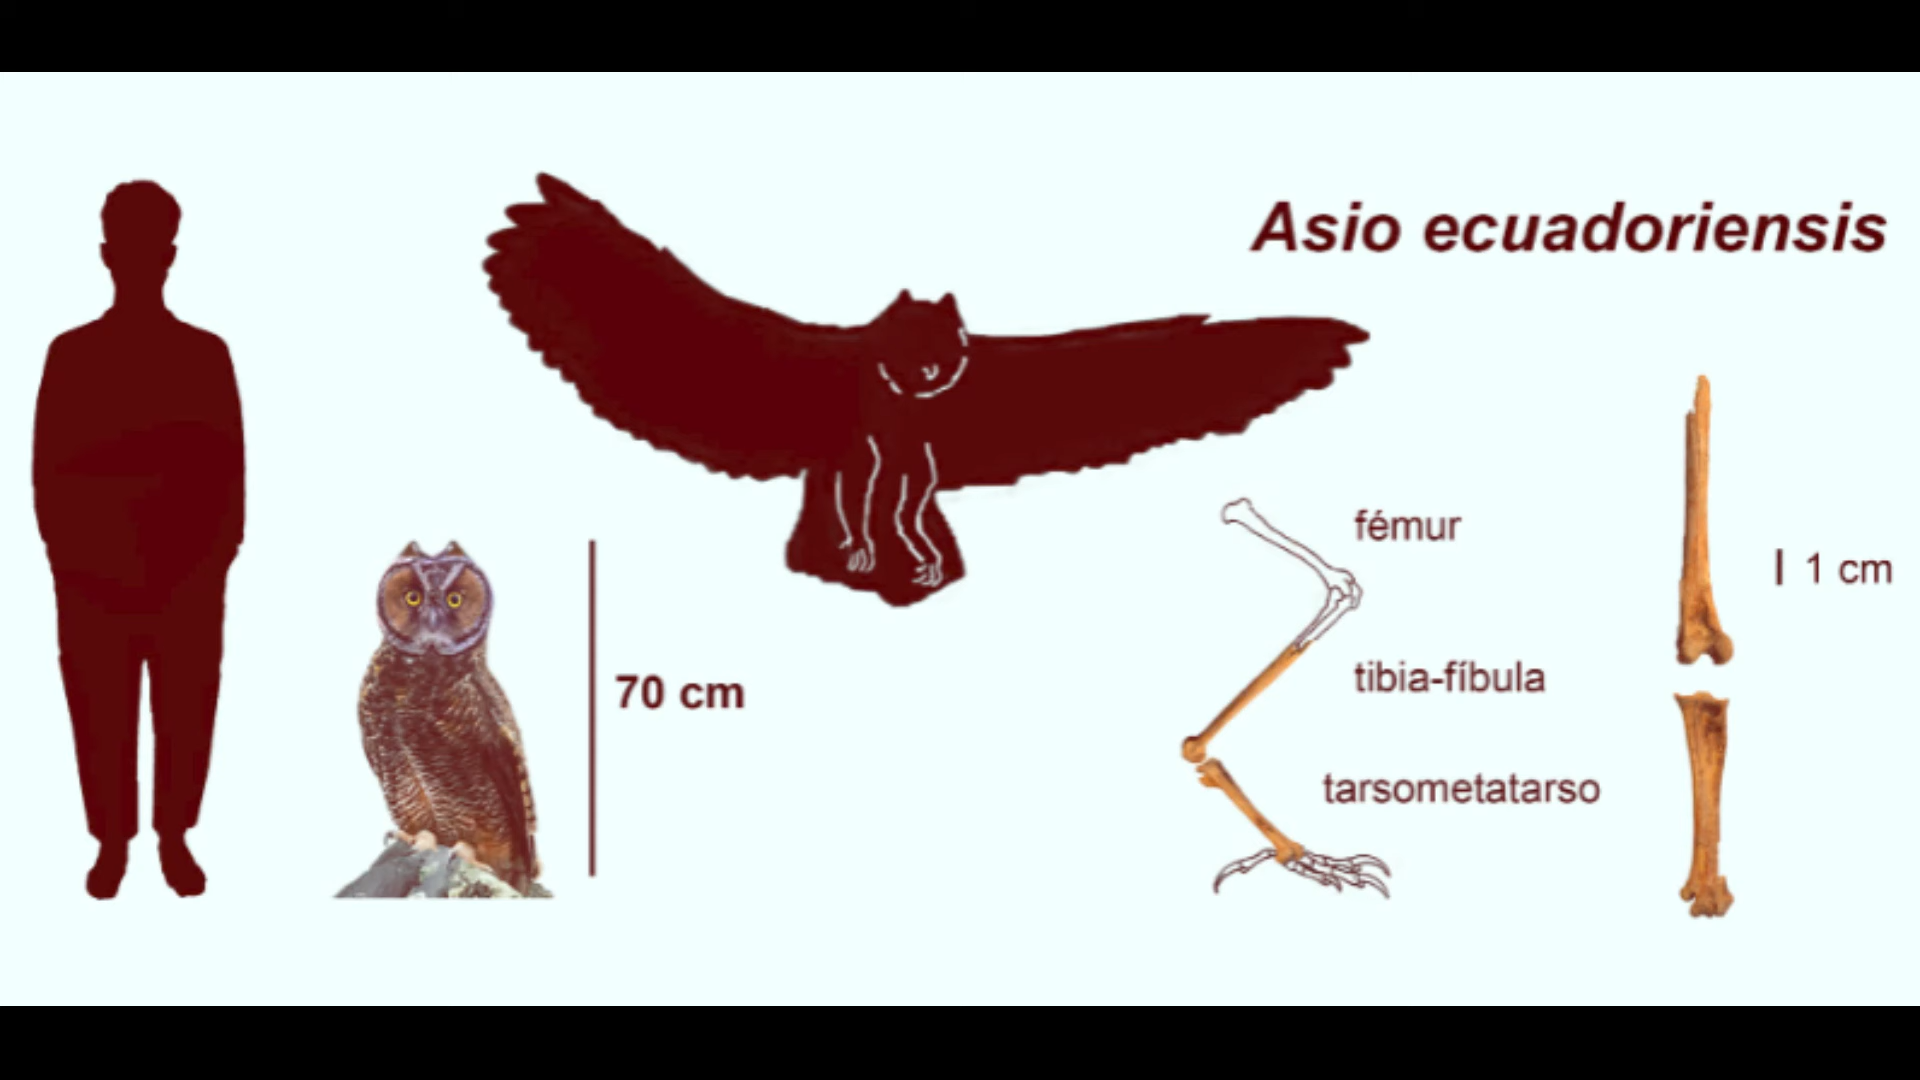 Asio ecuadoriensis
70 cm
fémur
tibia-fíbula
tarsometatarso
1 cm